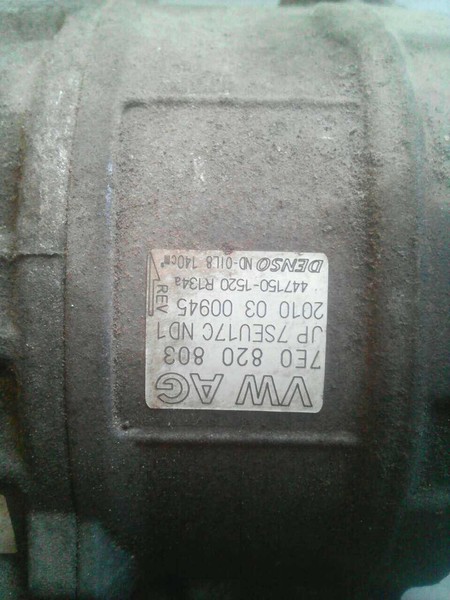 VW AG
7E0 820 803
JP 7SEU17C ND1
2010 03 00945
REV
447150-1520 R134a
DENSO ND-OIL8 140cm³